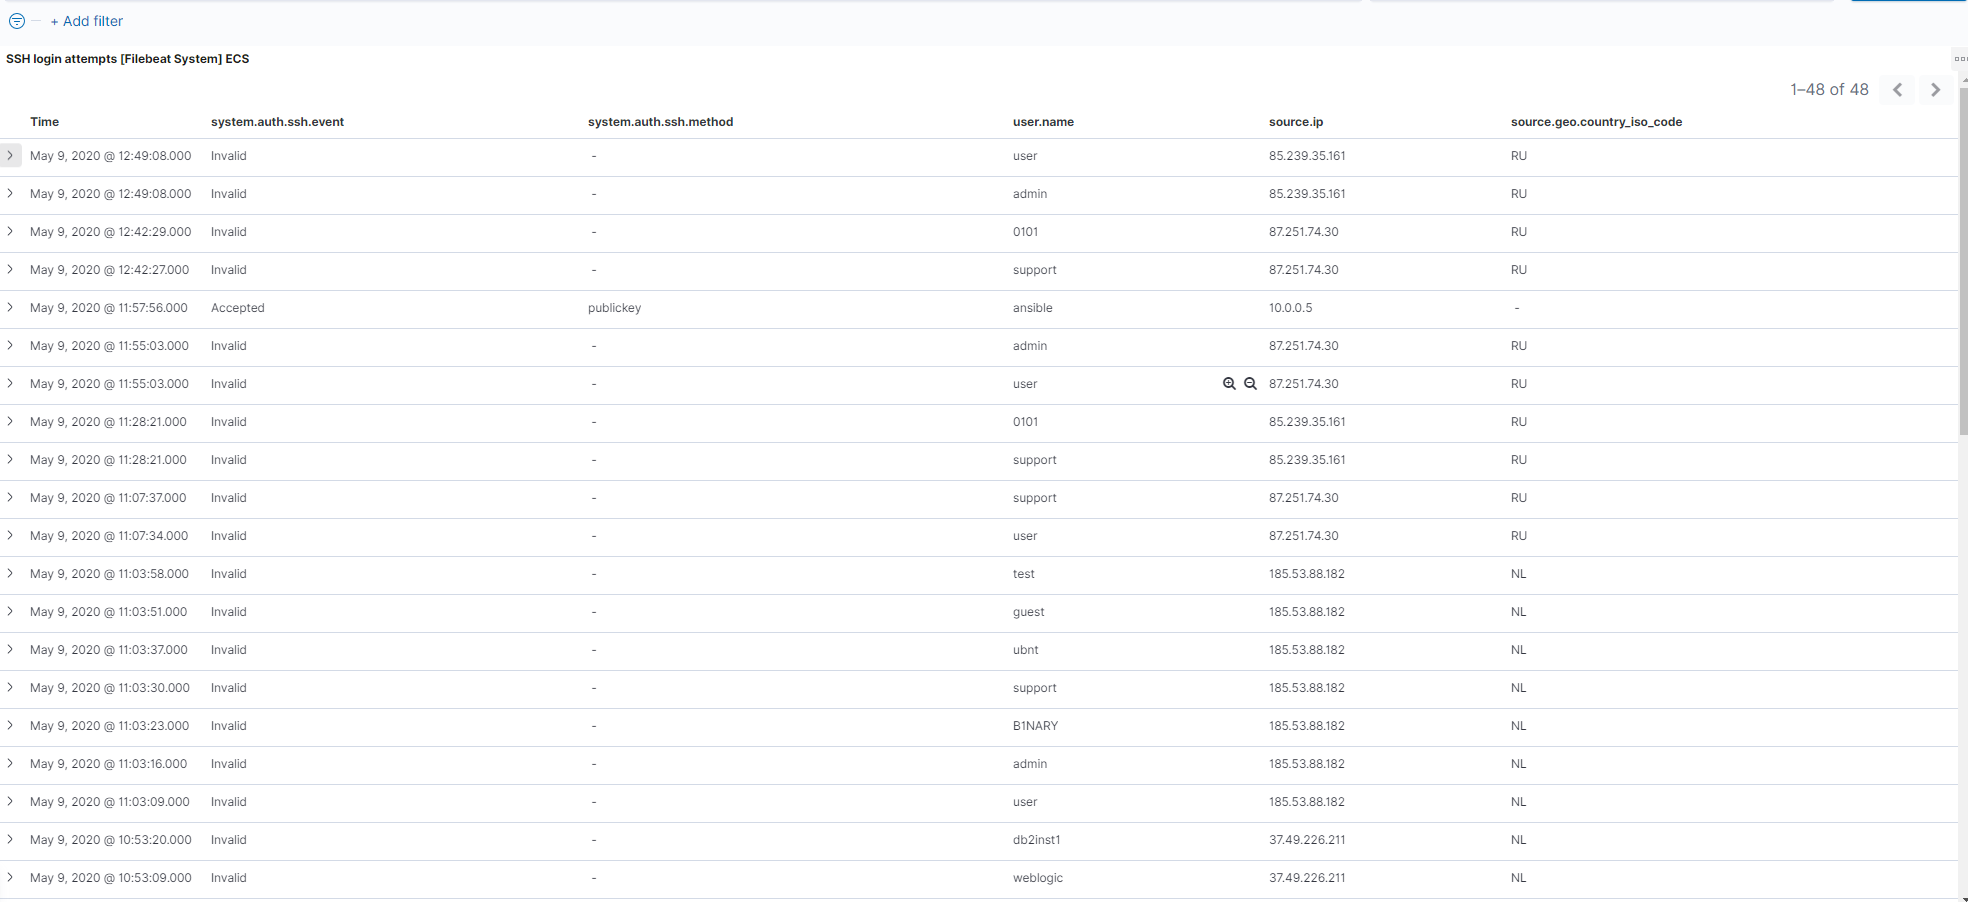 + Add filter
SSH login attempts [Filebeat System] ECS
1–48 of 48
Time system.auth.ssh.event system.auth.ssh.method user.name source.ip source.geo.country_iso_code
May 9, 2020 @ 12:49:08.000 Invalid - user 85.239.35.161 RU
May 9, 2020 @ 12:49:08.000 Invalid - admin 85.239.35.161 RU
May 9, 2020 @ 12:42:29.000 Invalid - 0101 87.251.74.30 RU
May 9, 2020 @ 12:42:27.000 Invalid - support 87.251.74.30 RU
May 9, 2020 @ 11:57:56.000 Accepted publickey ansible 10.0.0.5 -
May 9, 2020 @ 11:55:03.000 Invalid - admin 87.251.74.30 RU
May 9, 2020 @ 11:55:03.000 Invalid - user 87.251.74.30 RU
May 9, 2020 @ 11:28:21.000 Invalid - 0101 85.239.35.161 RU
May 9, 2020 @ 11:28:21.000 Invalid - support 85.239.35.161 RU
May 9, 2020 @ 11:07:37.000 Invalid - support 87.251.74.30 RU
May 9, 2020 @ 11:07:34.000 Invalid - user 87.251.74.30 RU
May 9, 2020 @ 11:03:58.000 Invalid - test 185.53.88.182 NL
May 9, 2020 @ 11:03:51.000 Invalid - guest 185.53.88.182 NL
May 9, 2020 @ 11:03:37.000 Invalid - ubnt 185.53.88.182 NL
May 9, 2020 @ 11:03:30.000 Invalid - support 185.53.88.182 NL
May 9, 2020 @ 11:03:23.000 Invalid - B1NARY 185.53.88.182 NL
May 9, 2020 @ 11:03:16.000 Invalid - admin 185.53.88.182 NL
May 9, 2020 @ 11:03:09.000 Invalid - user 185.53.88.182 NL
May 9, 2020 @ 10:53:20.000 Invalid - db2inst1 37.49.226.211 NL
May 9, 2020 @ 10:53:09.000 Invalid - weblogic 37.49.226.211 NL